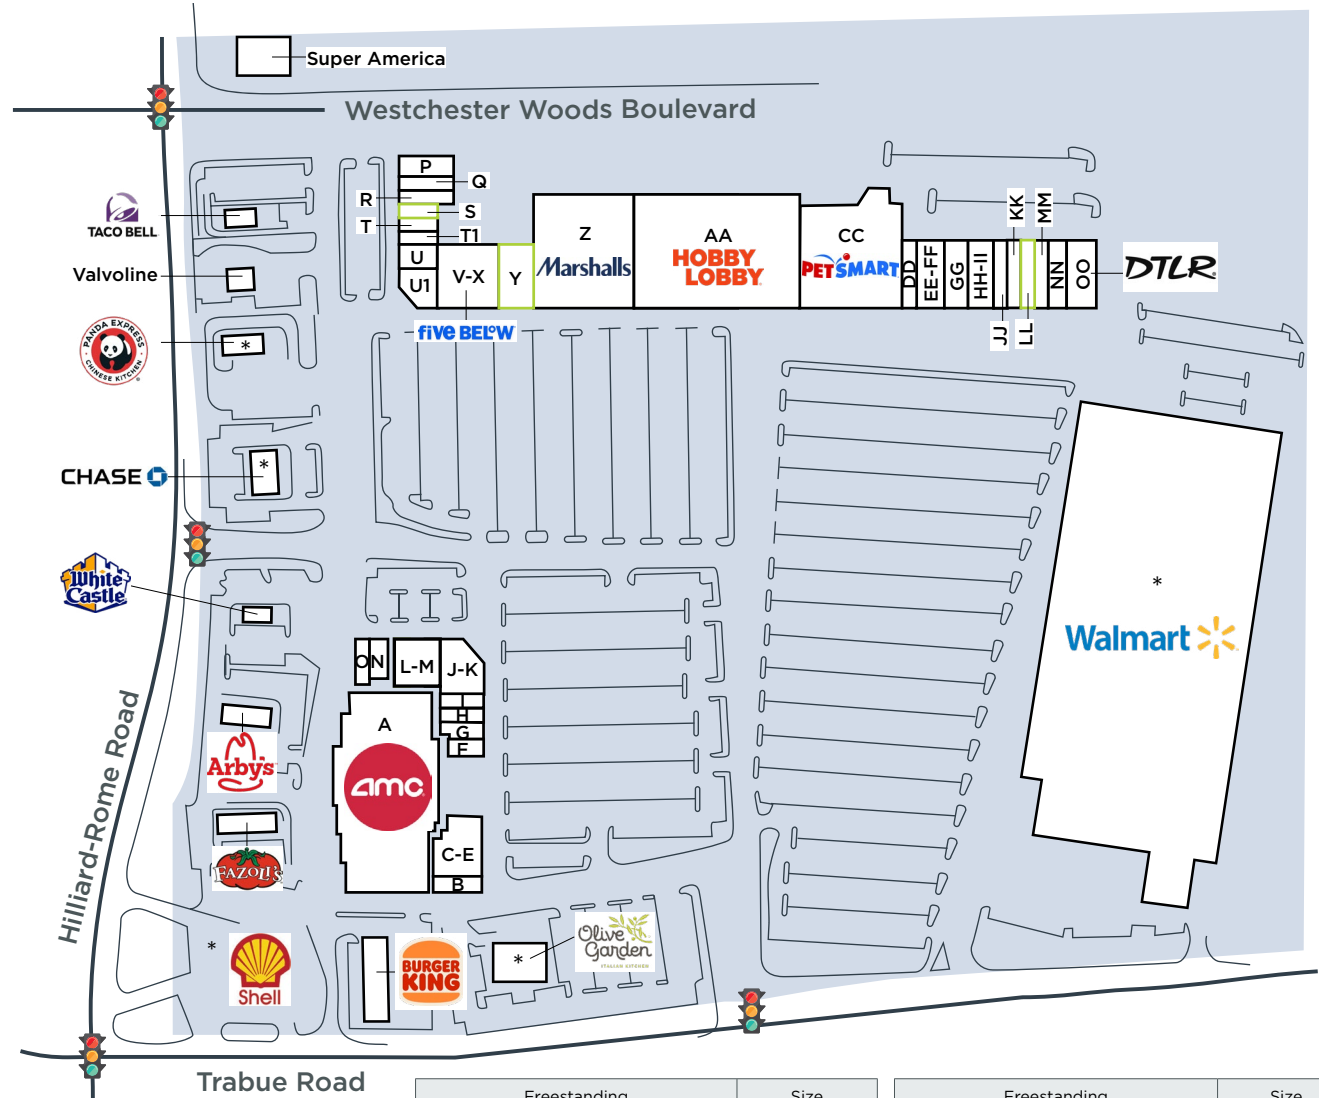 Super America
Westchester Woods Boulevard
P
Q
R
S
T
T1
U
U1
V-X
Y
five BELOW
Z
Marshalls
AA
HOBBY
LOBBY
CC
PETSMART
DD
EE-FF
GG
HH-II
JJ
KK
LL
MM
NN
OO
DTLR
TACO BELL
Valvoline
PANDA EXPRESS
CHINESE KITCHEN
*
CHASE
*
White
Castle
*
Walmart
O
N
L-M
J-K
I
H
G
F
A
amc
Arby's
C-E
B
FAZOLI'S
Hilliard-Rome Road
*
Shell
BURGER
KING
*
Olive
Garden
ITALIAN KITCHEN
Trabue Road
Freestanding
Size
Freestanding
Size